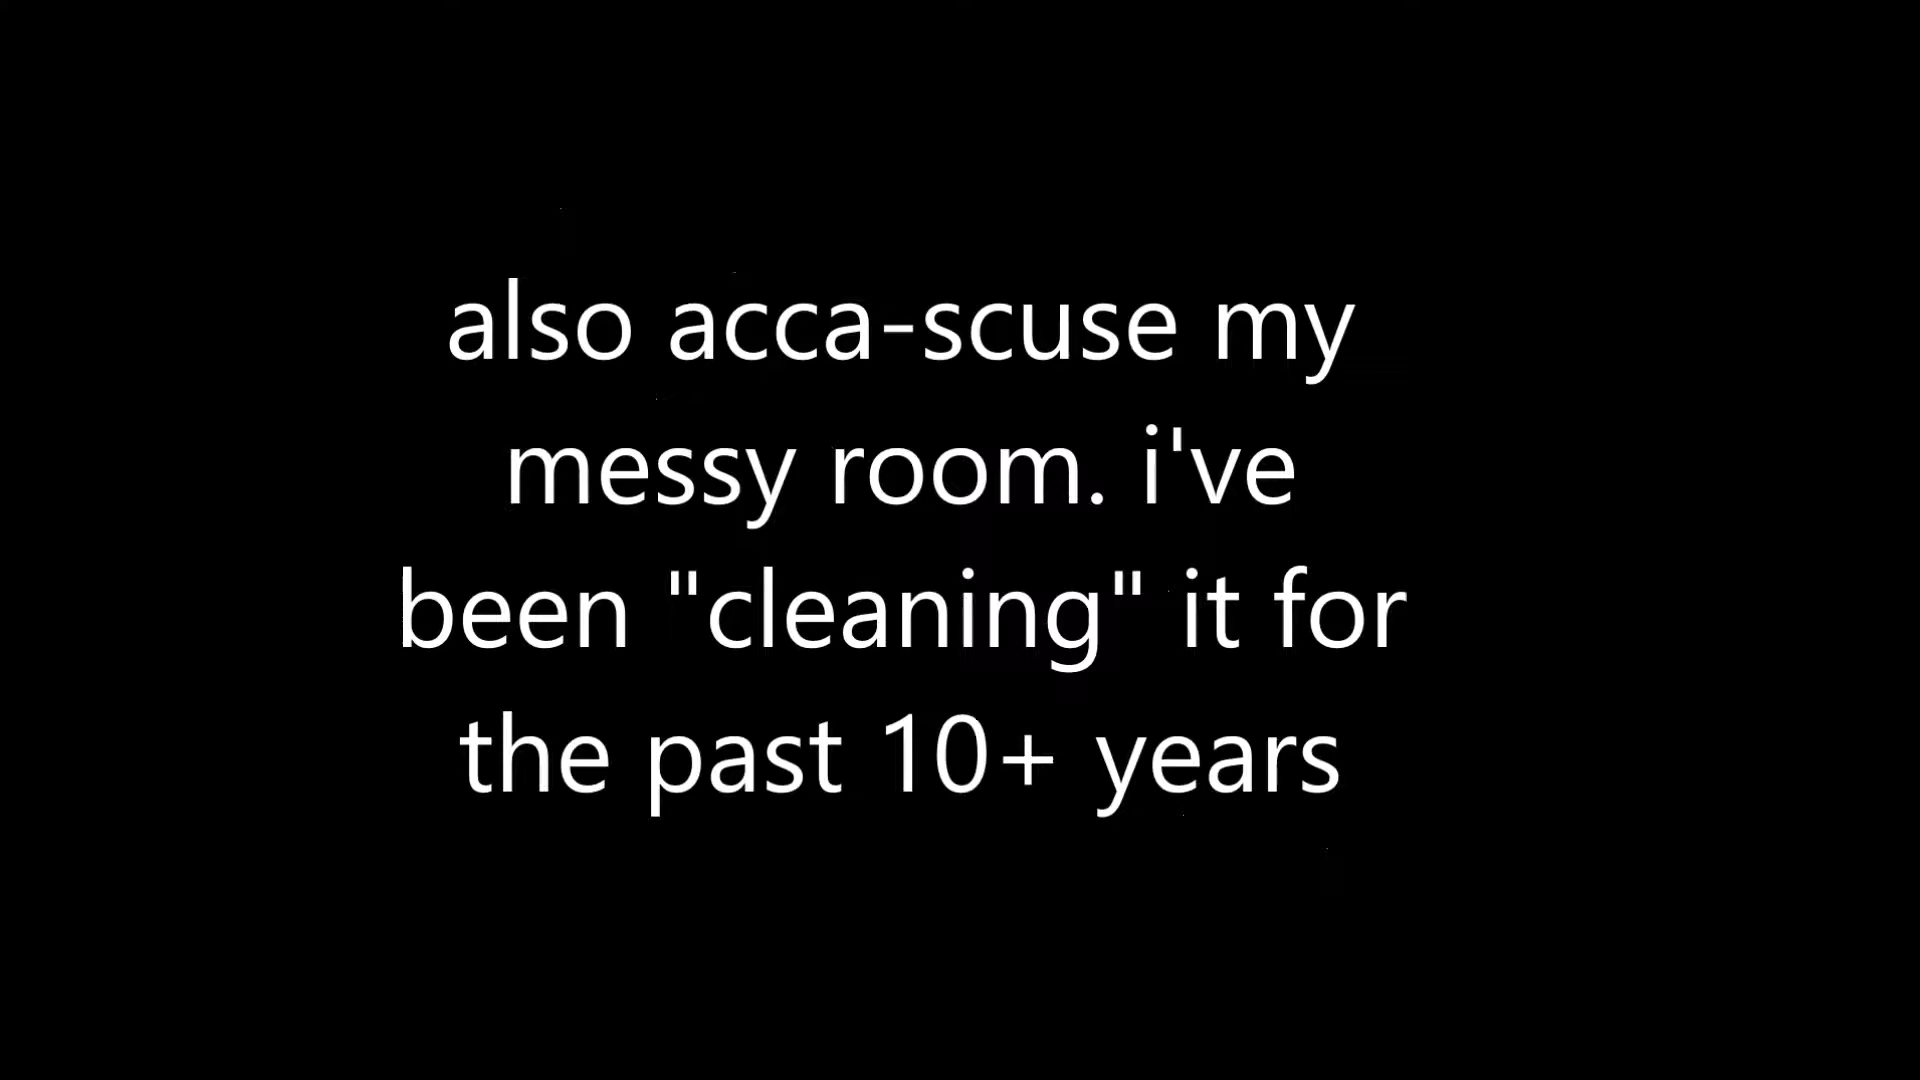 also acca-scuse my
messy room. i've
been "cleaning" it for
the past 10+ years